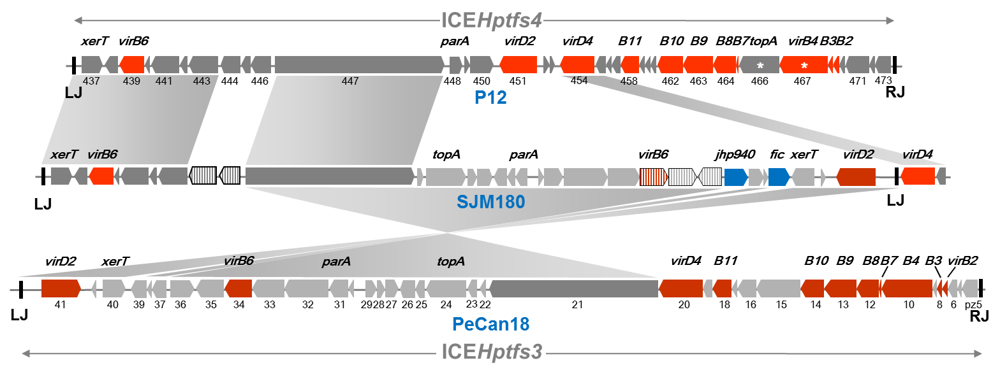 ICEHptfs4
xerT virB6 parA virD2 virD4 B11 B10 B9 B8 B7 topA virB4 B3 B2
* *
437 439 441 443 444 446 447 448 450 451 454 458 462 463 464 466 467 471 473
LJ P12 RJ
xerT virB6 topA parA virB6 jhp940 fic xerT virD2 virD4
LJ SJM180 LJ
virD2 xerT virB6 parA topA virD4 B11 B10 B9 B8 B7 B4 B3 virB2
41 40 39 37 36 35 34 33 32 31 29 28 27 26 25 24 23 22 21 20 18 16 15 14 13 12 10 8 6 pz5
LJ PeCan18 RJ
ICEHptfs3